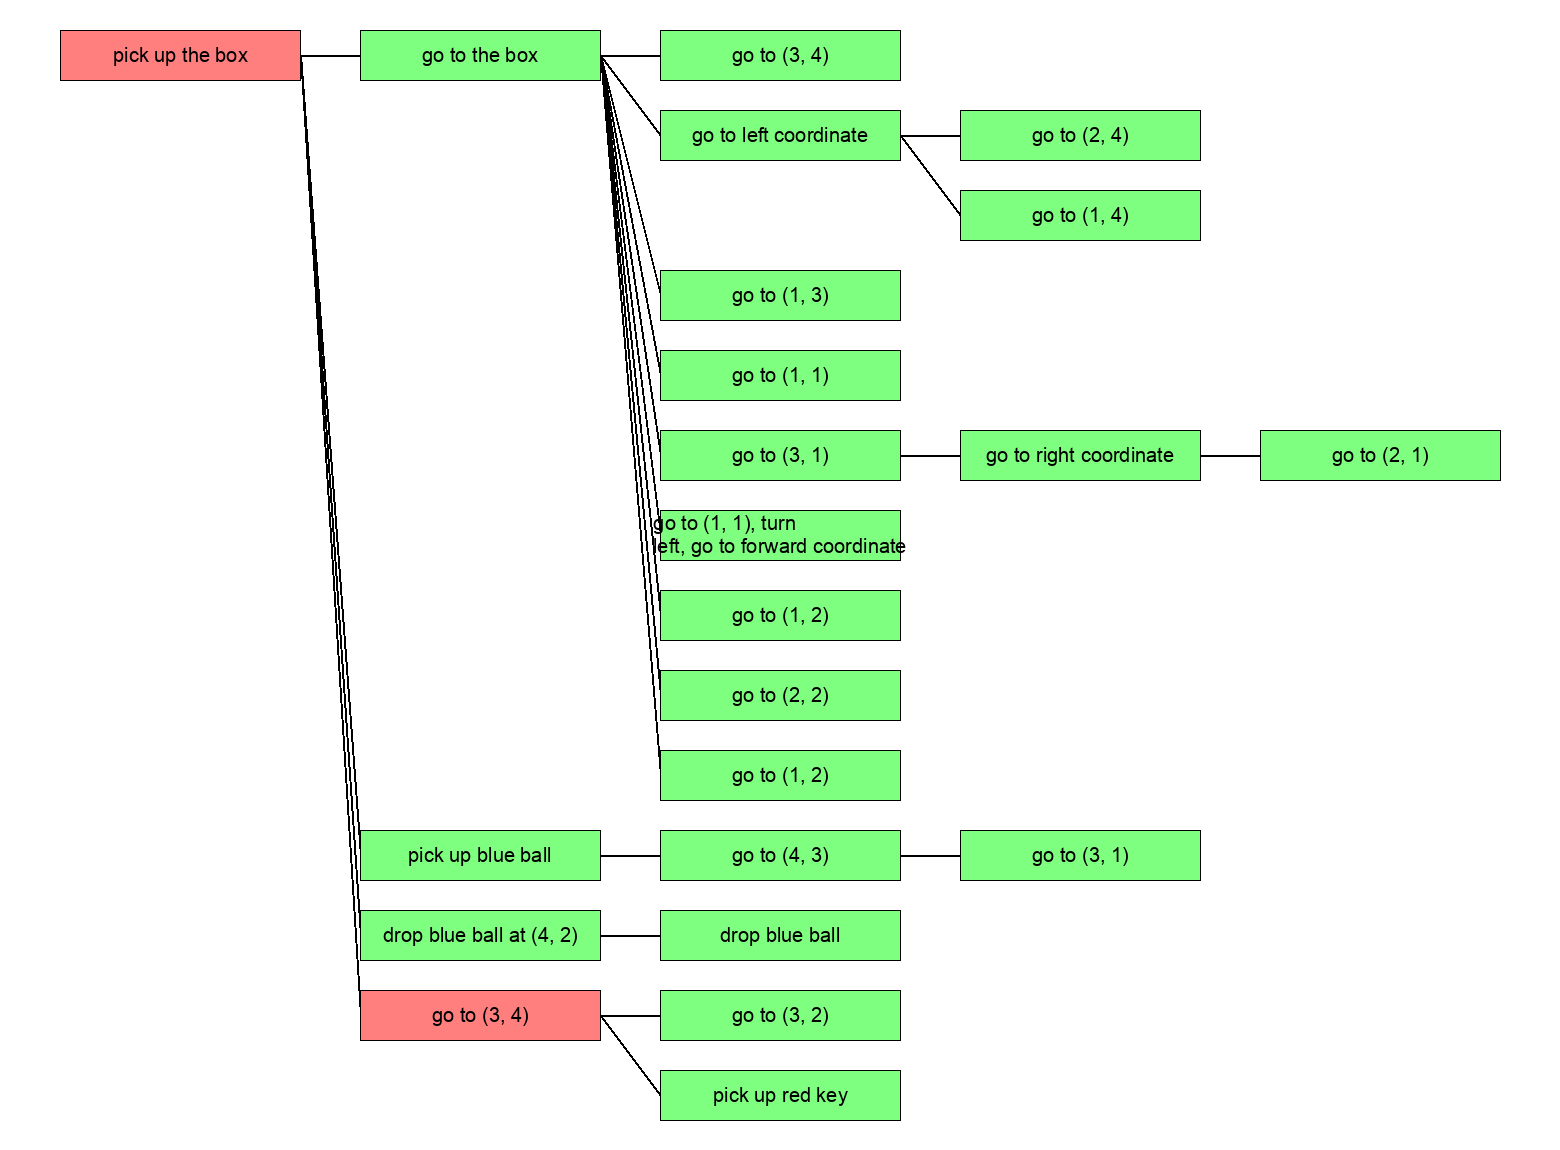 pick up the box
go to the box
go to (3, 4)
go to left coordinate
go to (2, 4)
go to (1, 4)
go to (1, 3)
go to (1, 1)
go to (3, 1)
go to right coordinate
go to (2, 1)
go to (1, 1), turn
left, go to forward coordinate
go to (1, 2)
go to (2, 2)
go to (1, 2)
pick up blue ball
go to (4, 3)
go to (3, 1)
drop blue ball at (4, 2)
drop blue ball
go to (3, 4)
go to (3, 2)
pick up red key